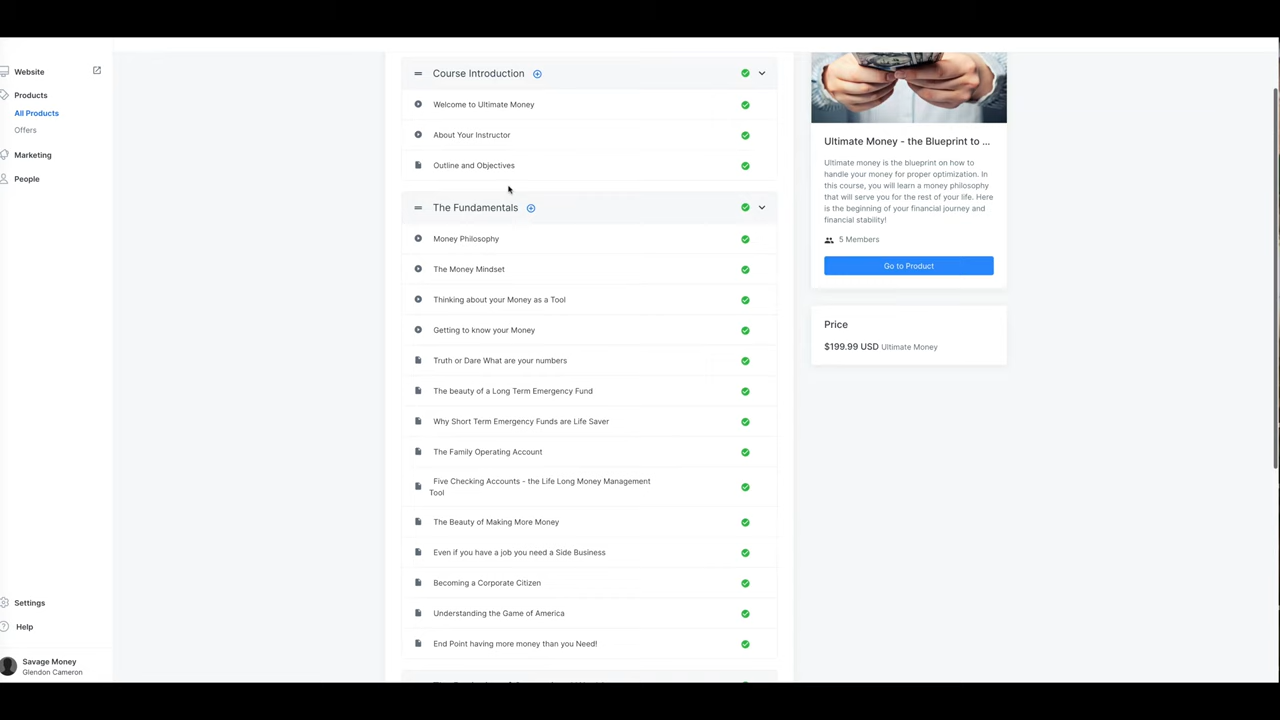 Website
Products
All Products
Offers
Marketing
People
Settings
Help
Savage Money
Glendon Cameron
Course Introduction
Welcome to Ultimate Money
About Your Instructor
Outline and Objectives
The Fundamentals
Money Philosophy
The Money Mindset
Thinking about your Money as a Tool
Getting to know your Money
Truth or Dare What are your numbers
The beauty of a Long Term Emergency Fund
Why Short Term Emergency Funds are Life Saver
The Family Operating Account
Five Checking Accounts - the Life Long Money Management
Tool
The Beauty of Making More Money
Even if you have a job you need a Side Business
Becoming a Corporate Citizen
Understanding the Game of America
End Point having more money than you Need!
Ultimate Money - the Blueprint to ...
Ultimate money is the blueprint on how to
handle your money for proper optimization. In
this course, you will learn a money philosophy
that will serve you for the rest of your life. Here
is the beginning of your financial journey and
financial stability!
5 Members
Go to Product
Price
$199.99 USD Ultimate Money